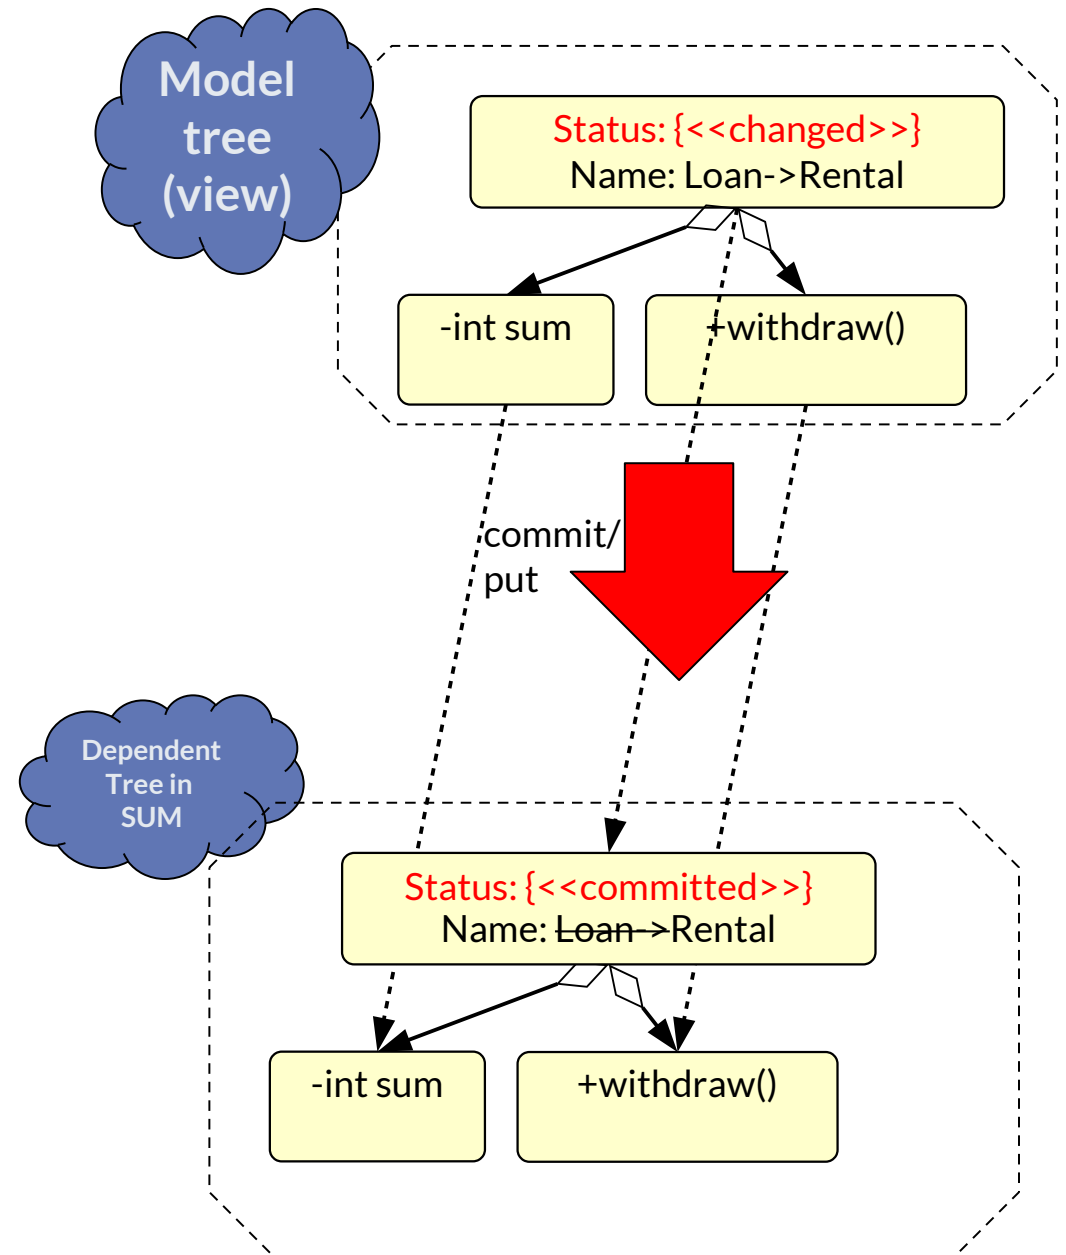 Model
tree
(view)
Status: {<<changed>>}
Name: Loan->Rental
-int sum
+withdraw()
commit/
put
Dependent
Tree in
SUM
Status: {<<committed>>}
Name: Loan->Rental
-int sum
+withdraw()